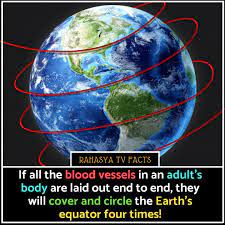 RAHASYA TV FACTS
If all the blood vessels in an adult's
body are laid out end to end, they
will cover and circle the Earth's
equator four times!